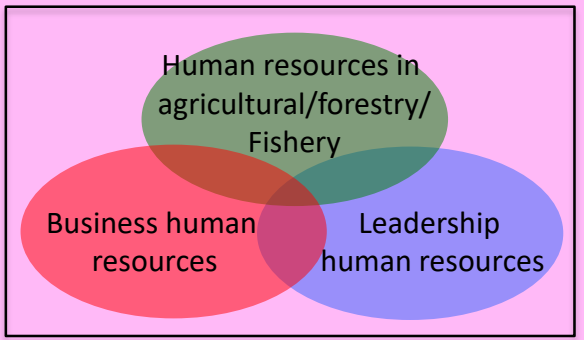 Human resources in
agricultural/forestry/
Fishery
Business human
resources
Leadership
human resources